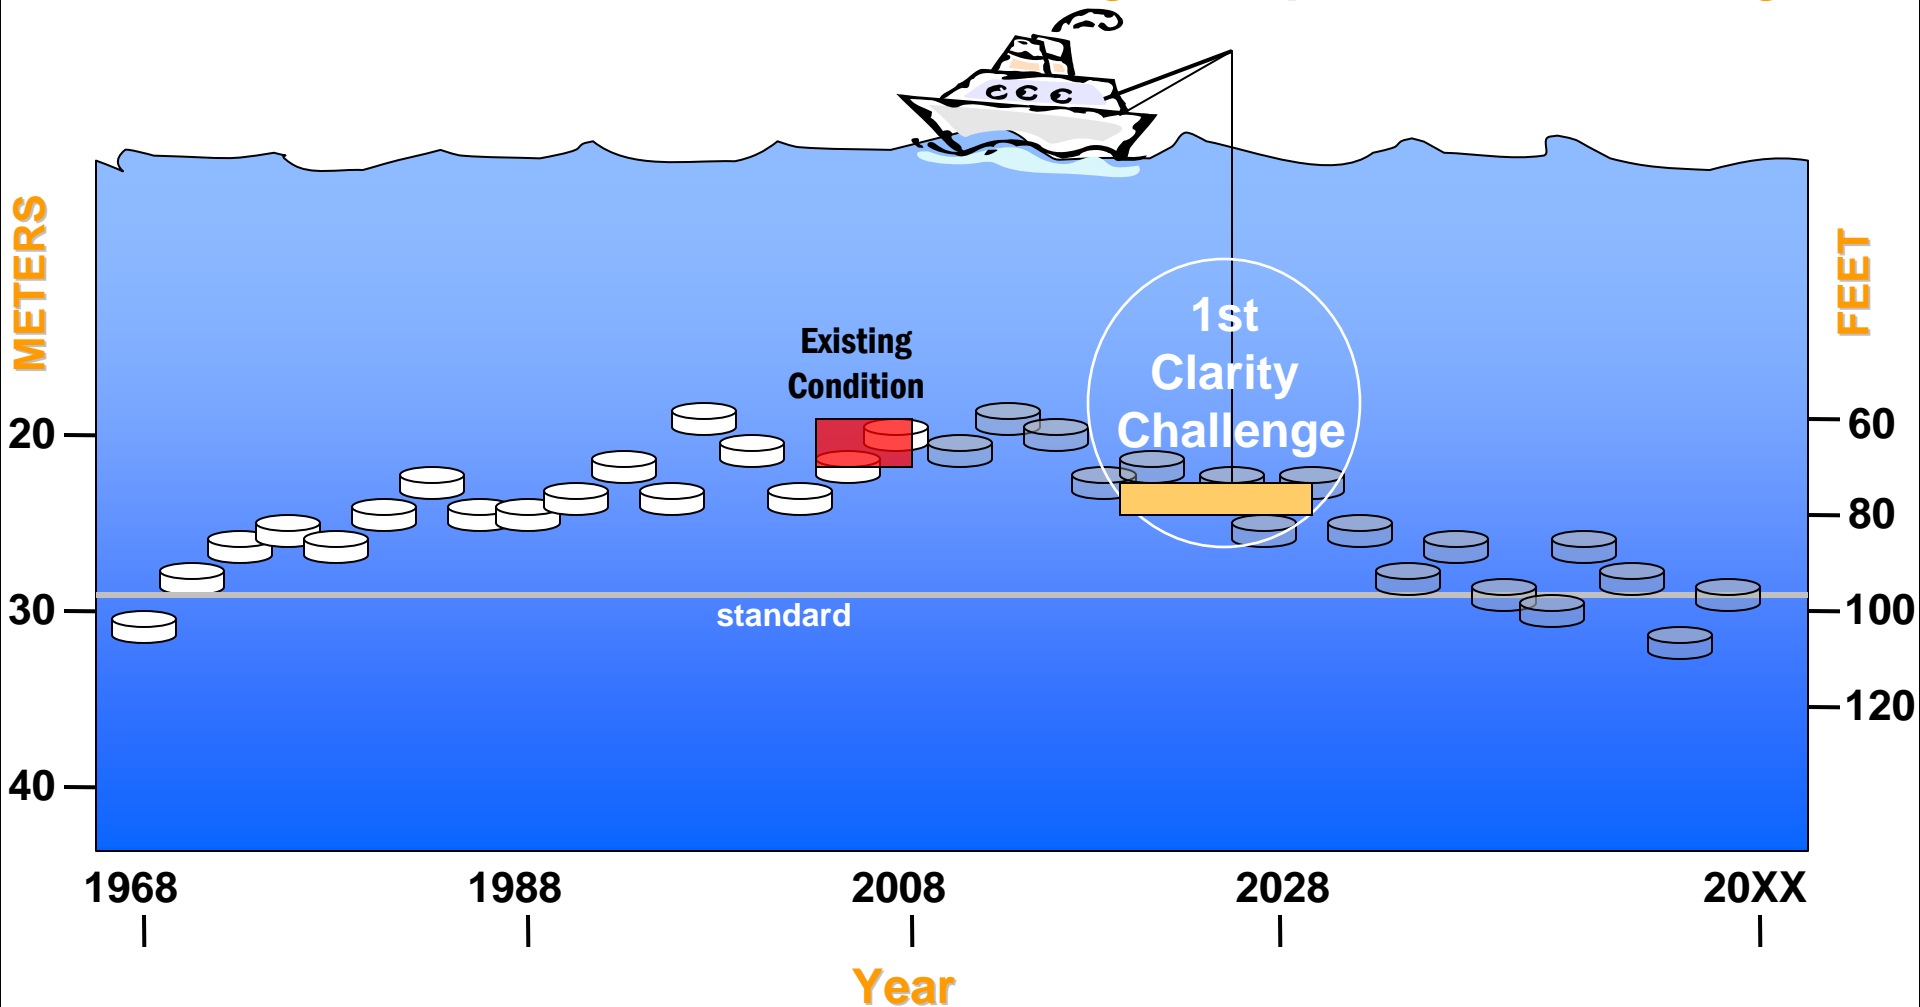 METERS
FEET
Existing
Condition
1st
Clarity
Challenge
20
30
40
60
80
100
120
standard
1968
1988
2008
2028
20XX
Year